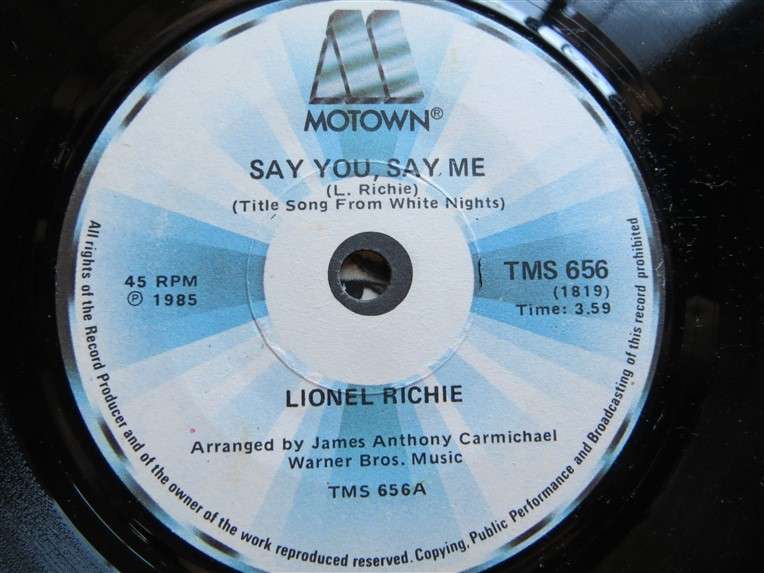 MOTOWN®
SAY YOU, SAY ME
(L. Richie)
(Title Song From White Nights)
45 RPM
℗ 1985
TMS 656
(1819)
Time: 3.59
LIONEL RICHIE
Arranged by James Anthony Carmichael
Warner Bros. Music
TMS 656A
All rights of the Record Producer and of the owner of the work reproduced reserved. Copying, Public Performance and Broadcasting of this record prohibited